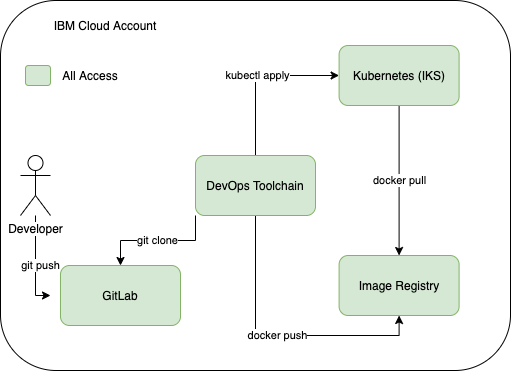 IBM Cloud Account
All Access
kubectl apply
Kubernetes (IKS)
docker pull
DevOps Toolchain
Developer
git clone
git push
GitLab
Image Registry
docker push